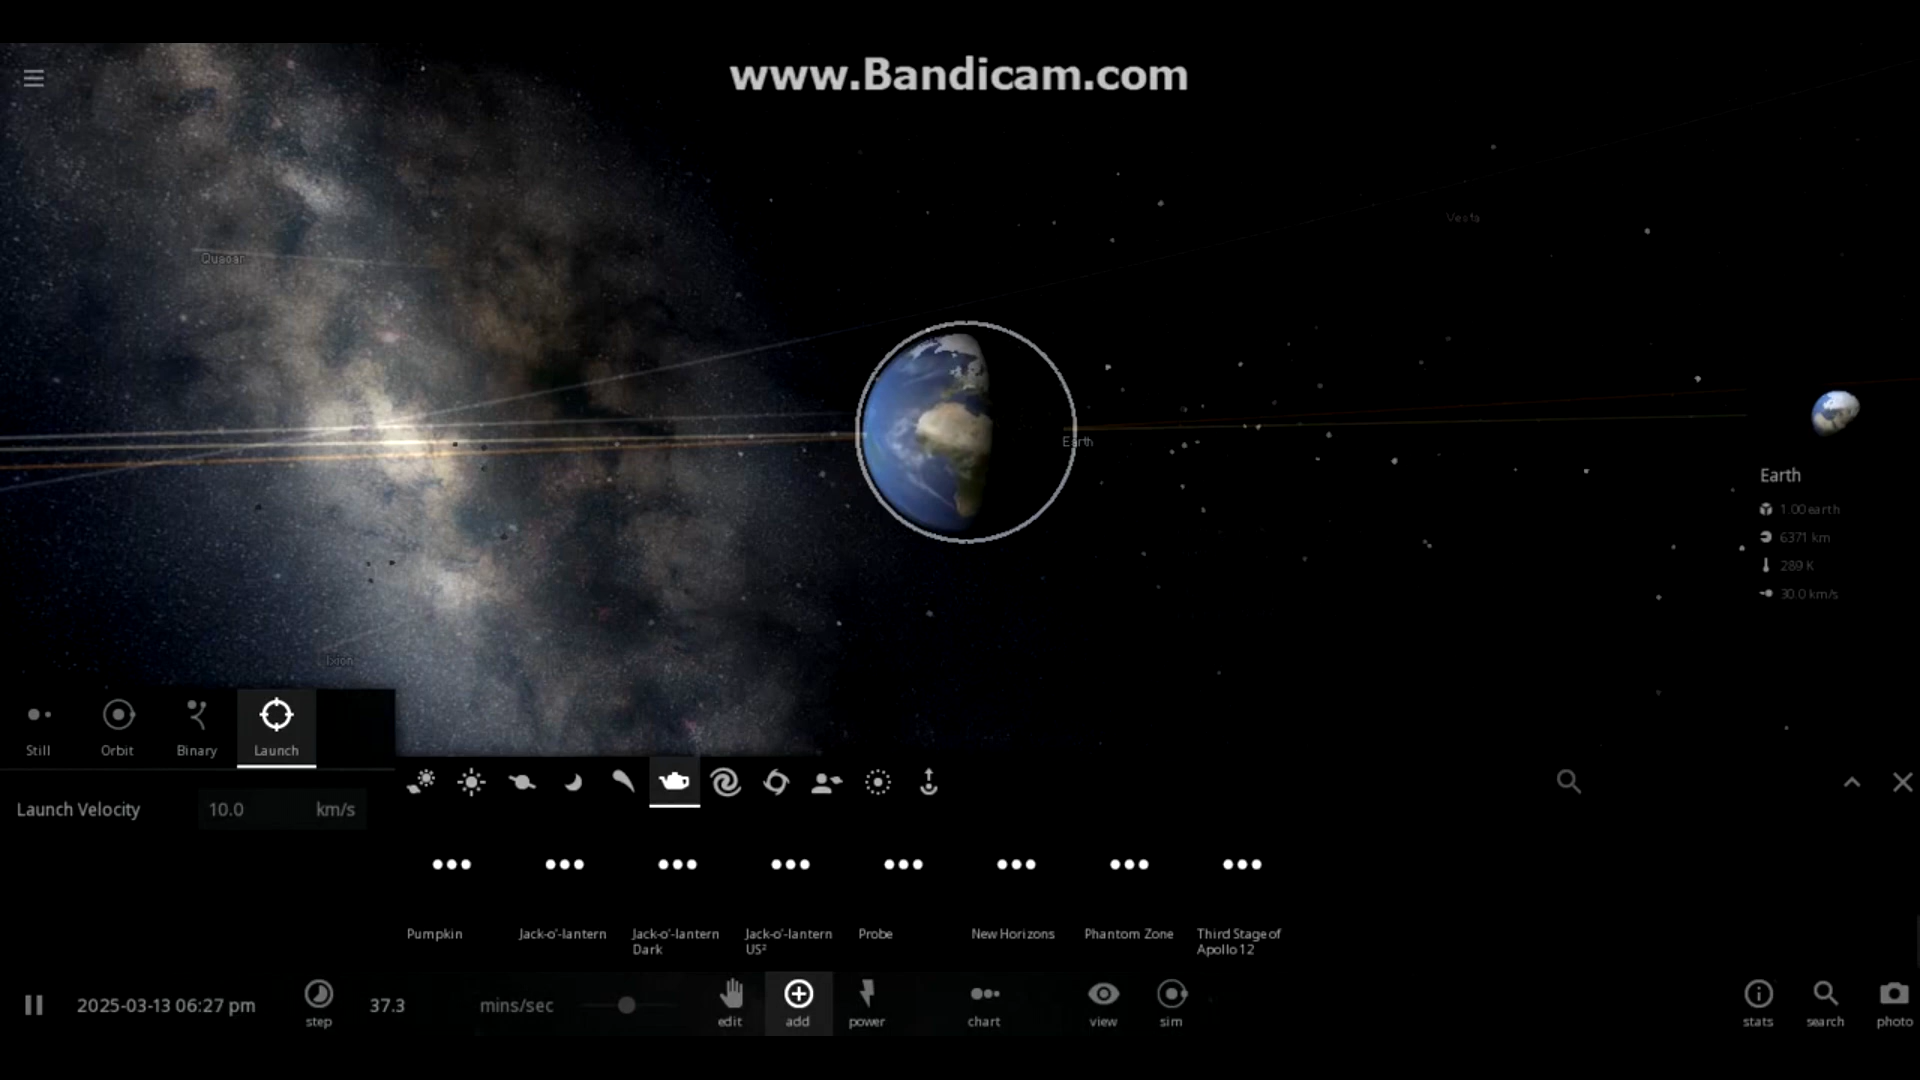 www.Bandicam.com
Vesta
Quaoar
Earth
Earth
1.00 earth
6371 km
289 K
30.0 km/s
Ixion
Still
Orbit
Binary
Launch
Launch Velocity
10.0
km/s
Pumpkin
Jack-o'-lantern
Jack-o'-lantern
Dark
Jack-o'-lantern
US²
Probe
New Horizons
Phantom Zone
Third Stage of
Apollo 12
2025-03-13 06:27 pm
step
37.3
mins/sec
edit
add
power
chart
view
sim
stats
search
photo